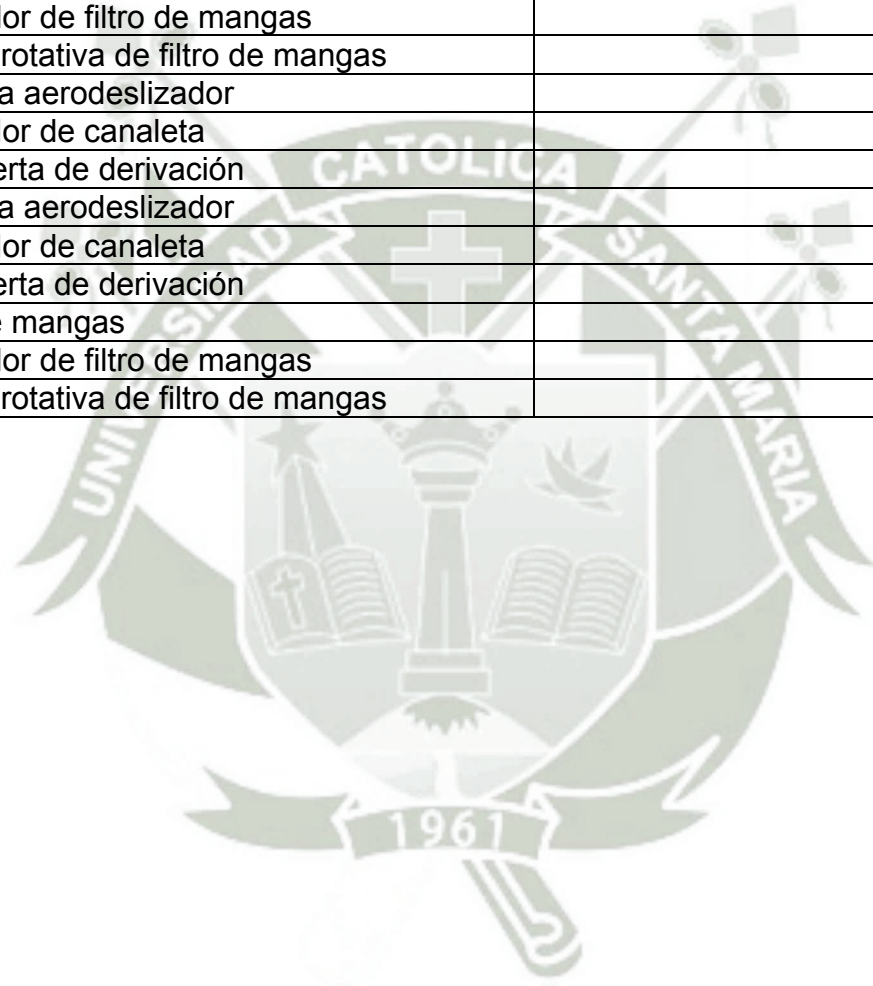 lor de filtro de mangas
rotativa de filtro de mangas
a aerodeslizador
lor de canaleta
erta de derivación
a aerodeslizador
lor de canaleta
erta de derivación
e mangas
lor de filtro de mangas
rotativa de filtro de mangas
UNIVERSIDAD CATOLICA SANTA MARIA
1961